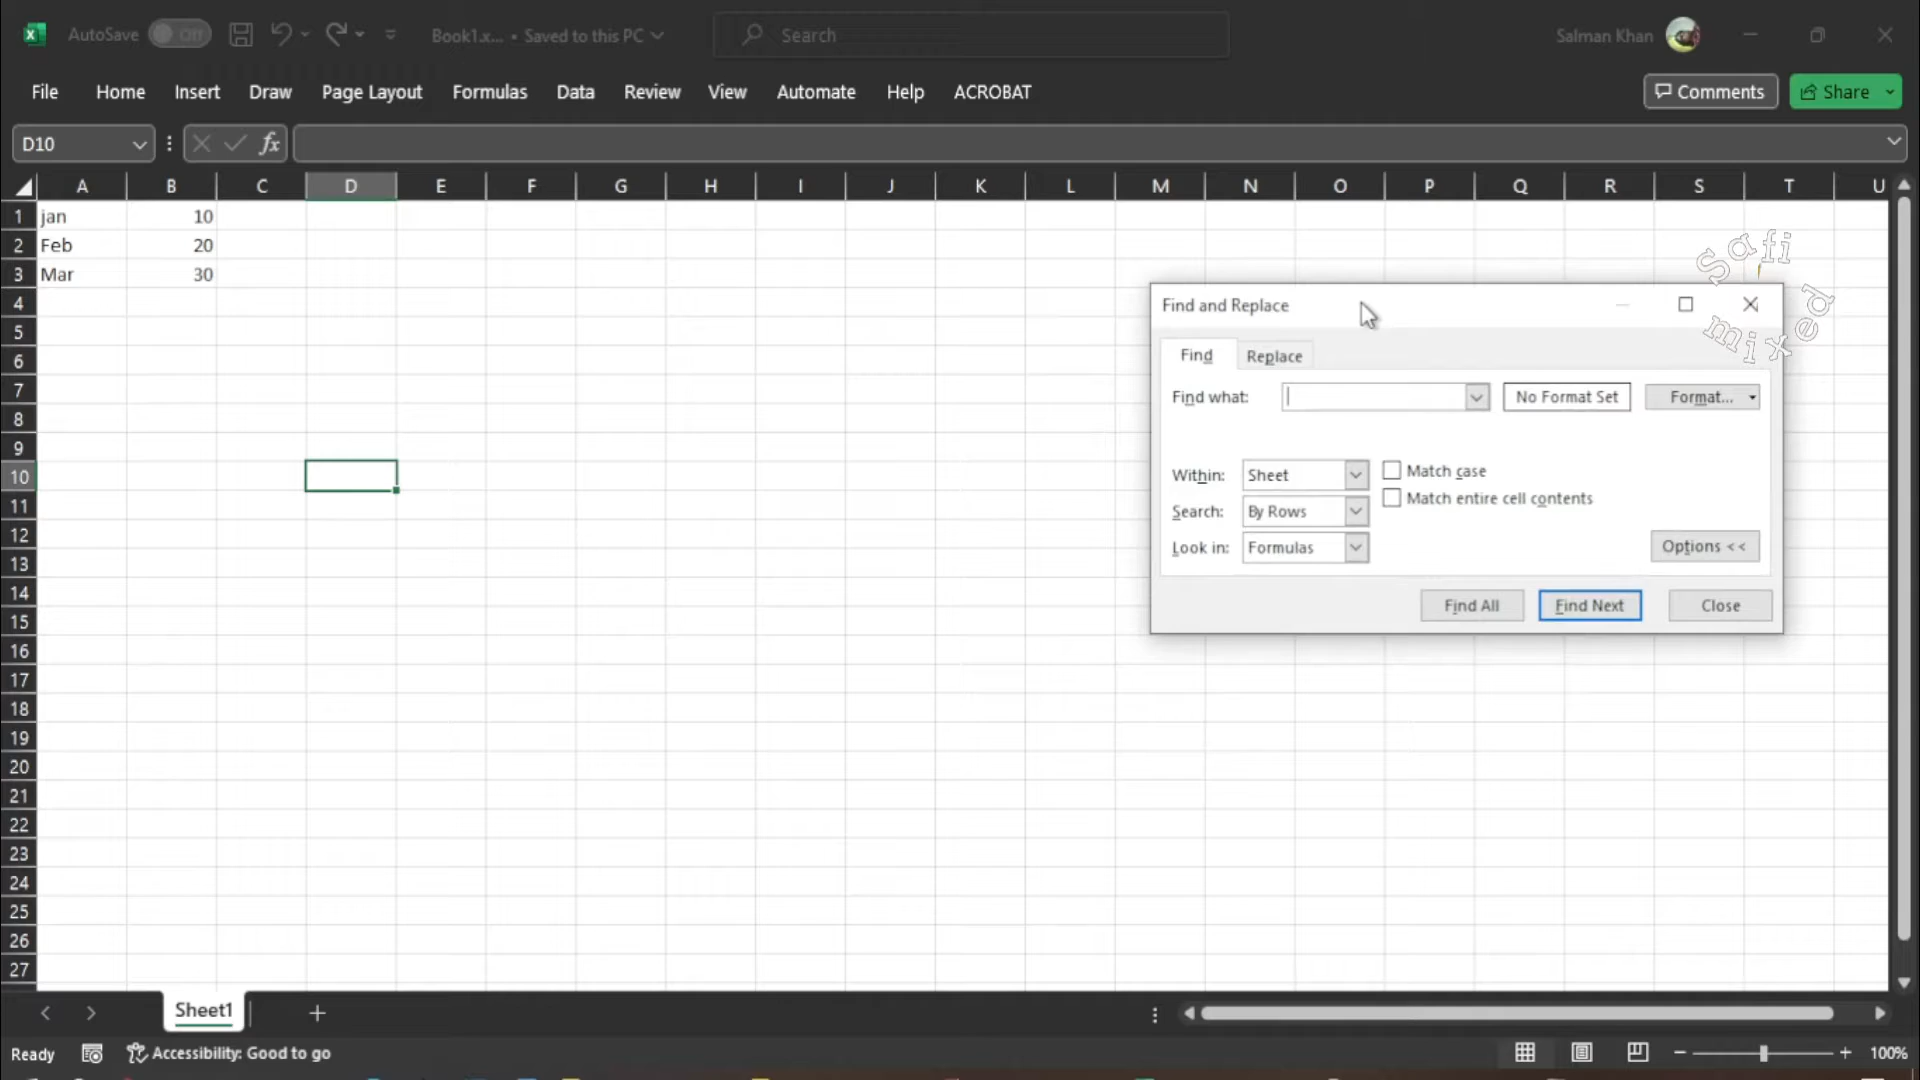 AutoSave Off Book1.x... • Saved to this PC Search Salman Khan
File Home Insert Draw Page Layout Formulas Data Review View Automate Help ACROBAT Comments Share
D10 fx
A B C D E F G H I J K L M N O P Q R S T U
1 jan 10
2 Feb 20
3 Mar 30
4
5
6
7
8
9
10
11
12
13
14
15
16
17
18
19
20
21
22
23
24
25
26
27
Safi
mixed
Find and Replace
Find Replace
Find what: No Format Set Format...
Within: Sheet Match case
Match entire cell contents
Search: By Rows
Look in: Formulas Options <<
Find All Find Next Close
Sheet1
Ready Accessibility: Good to go 100%